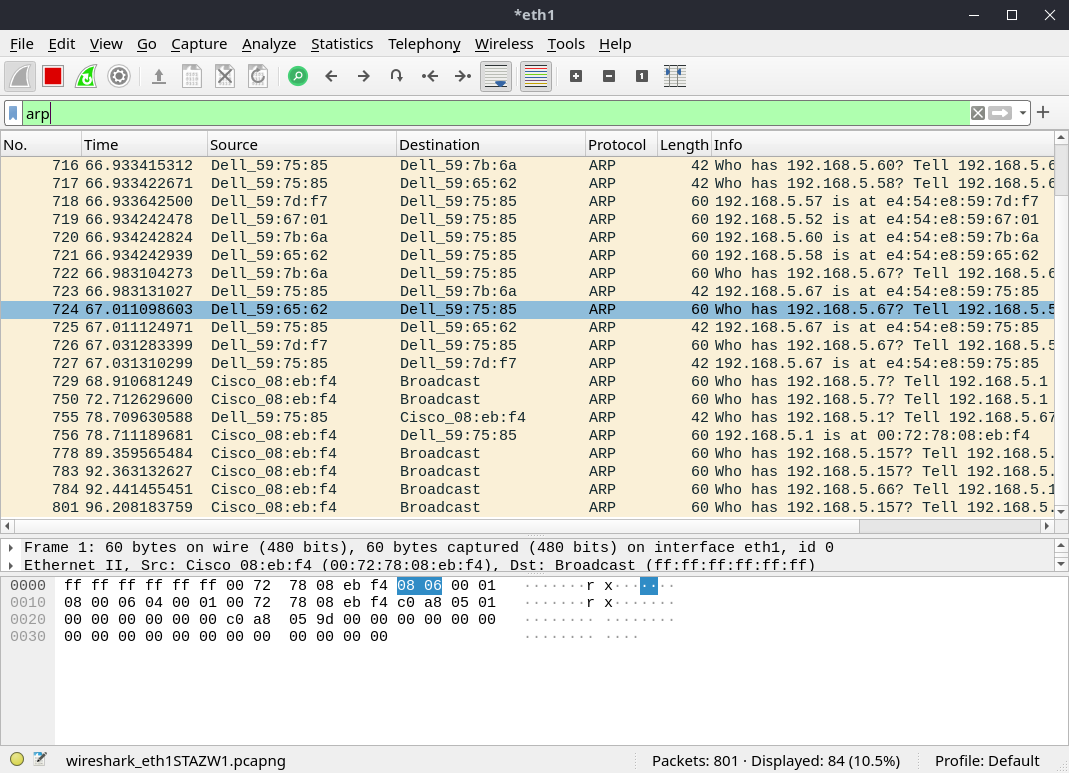 *eth1
File Edit View Go Capture Analyze Statistics Telephony Wireless Tools Help
arp
No. Time Source Destination Protocol Length Info
716 66.933415312 Dell_59:75:85 Dell_59:7b:6a ARP 42 Who has 192.168.5.60? Tell 192.168.5.6
717 66.933422671 Dell_59:75:85 Dell_59:65:62 ARP 42 Who has 192.168.5.58? Tell 192.168.5.6
718 66.933642500 Dell_59:7d:f7 Dell_59:75:85 ARP 60 192.168.5.57 is at e4:54:e8:59:7d:f7
719 66.934242478 Dell_59:67:01 Dell_59:75:85 ARP 60 192.168.5.52 is at e4:54:e8:59:67:01
720 66.934242824 Dell_59:7b:6a Dell_59:75:85 ARP 60 192.168.5.60 is at e4:54:e8:59:7b:6a
721 66.934242939 Dell_59:65:62 Dell_59:75:85 ARP 60 192.168.5.58 is at e4:54:e8:59:65:62
722 66.983104273 Dell_59:7b:6a Dell_59:75:85 ARP 60 Who has 192.168.5.67? Tell 192.168.5.6
723 66.983131027 Dell_59:75:85 Dell_59:7b:6a ARP 42 192.168.5.67 is at e4:54:e8:59:75:85
724 67.011098603 Dell_59:65:62 Dell_59:75:85 ARP 60 Who has 192.168.5.67? Tell 192.168.5.5
725 67.011124971 Dell_59:75:85 Dell_59:65:62 ARP 42 192.168.5.67 is at e4:54:e8:59:75:85
726 67.031283399 Dell_59:7d:f7 Dell_59:75:85 ARP 60 Who has 192.168.5.67? Tell 192.168.5.5
727 67.031310299 Dell_59:75:85 Dell_59:7d:f7 ARP 42 192.168.5.67 is at e4:54:e8:59:75:85
729 68.910681249 Cisco_08:eb:f4 Broadcast ARP 60 Who has 192.168.5.7? Tell 192.168.5.1
750 72.712629600 Cisco_08:eb:f4 Broadcast ARP 60 Who has 192.168.5.7? Tell 192.168.5.1
755 78.709630588 Dell_59:75:85 Cisco_08:eb:f4 ARP 42 Who has 192.168.5.1? Tell 192.168.5.67
756 78.711189681 Cisco_08:eb:f4 Dell_59:75:85 ARP 60 192.168.5.1 is at 00:72:78:08:eb:f4
778 89.359565484 Cisco_08:eb:f4 Broadcast ARP 60 Who has 192.168.5.157? Tell 192.168.5.
783 92.363132627 Cisco_08:eb:f4 Broadcast ARP 60 Who has 192.168.5.157? Tell 192.168.5.
784 92.441455451 Cisco_08:eb:f4 Broadcast ARP 60 Who has 192.168.5.66? Tell 192.168.5.1
801 96.208183759 Cisco_08:eb:f4 Broadcast ARP 60 Who has 192.168.5.157? Tell 192.168.5.
Frame 1: 60 bytes on wire (480 bits), 60 bytes captured (480 bits) on interface eth1, id 0
Ethernet II, Src: Cisco_08:eb:f4 (00:72:78:08:eb:f4), Dst: Broadcast (ff:ff:ff:ff:ff:ff)
0000 ff ff ff ff ff ff 00 72 78 08 eb f4 08 06 00 01 ·······r x·······
0010 08 00 06 04 00 01 00 72 78 08 eb f4 c0 a8 05 01 ·······r x·······
0020 00 00 00 00 00 00 c0 a8 05 9d 00 00 00 00 00 00 ········ ········
0030 00 00 00 00 00 00 00 00 00 00 00 00 ········ ····
wireshark_eth1STAZW1.pcapng Packets: 801 · Displayed: 84 (10.5%) Profile: Default